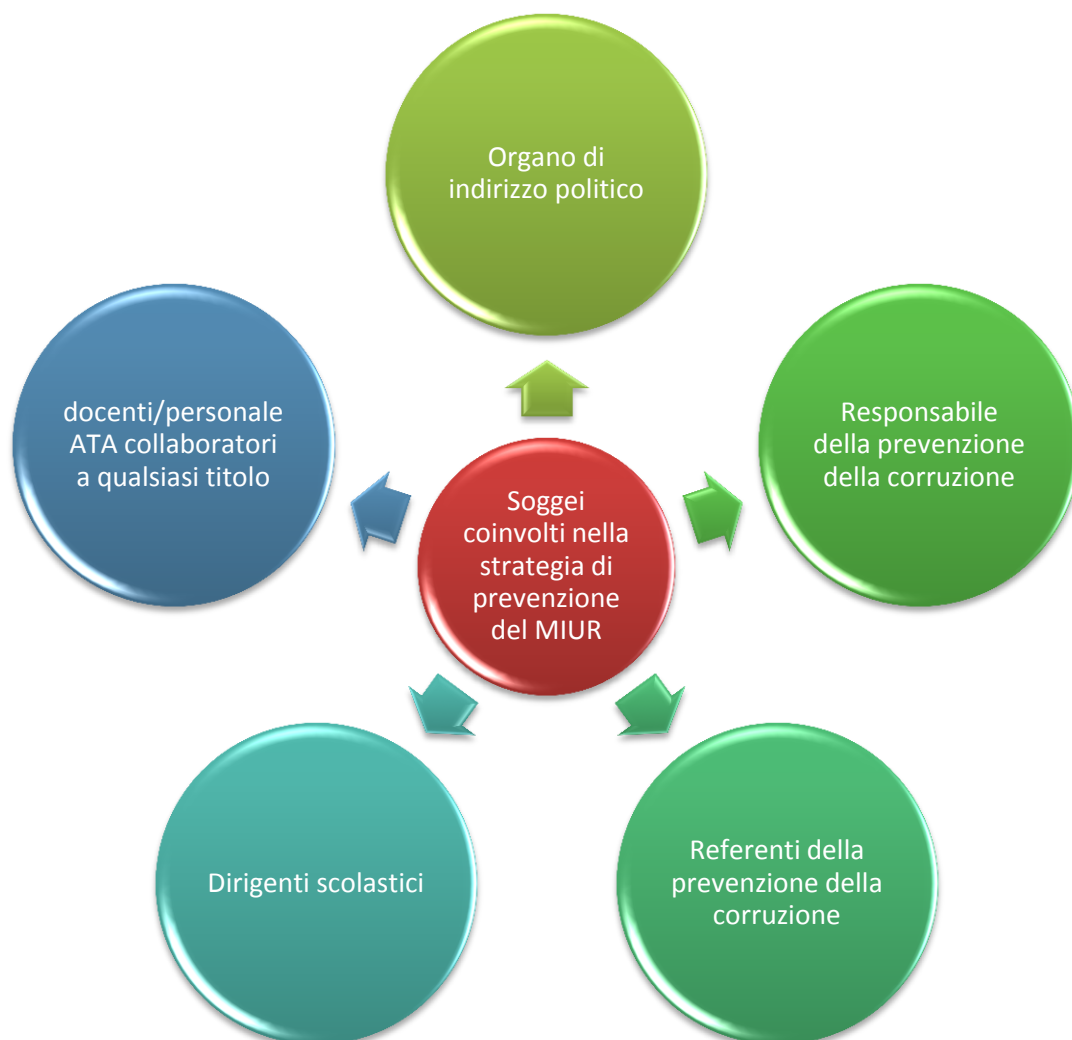 Organo di
indirizzo politico
Responsabile
della prevenzione
della corruzione
Referenti della
prevenzione della
corruzione
Dirigenti scolastici
docenti/personale
ATA collaboratori
a qualsiasi titolo
Soggei
coinvolti nella
strategia di
prevenzione
del MIUR